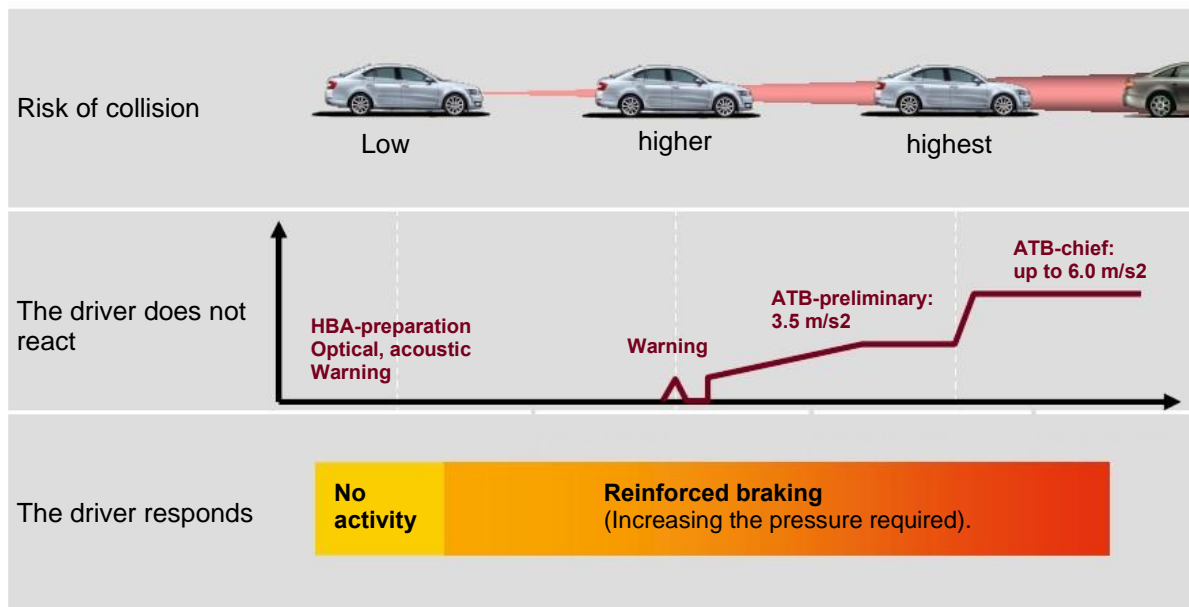 Risk of collision
Low
higher
highest
The driver does not
react
HBA-preparation
Optical, acoustic
Warning
Warning
ATB-preliminary:
3.5 m/s2
ATB-chief:
up to 6.0 m/s2
The driver responds
No
activity
Reinforced braking
(Increasing the pressure required).